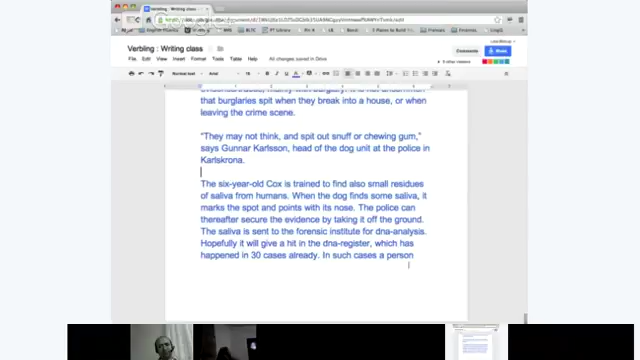 Verbling : Writing class
File Edit View Insert Format Tools Table Help All changes saved in Drive
Comments Share
Normal text Arial
that burglaries spit when they break into a house, or when
leaving the crime scene.
"They may not think, and spit out snuff or chewing gum,"
says Gunnar Karlsson, head of the dog unit at the police in
Karlskrona.
The six-year-old Cox is trained to find also small residues
of saliva from humans. When the dog finds some saliva, it
marks the spot and points with its nose. The police can
thereafter secure the evidence by taking it off the ground.
The saliva is sent to the forensic institute for dna-analysis.
Hopefully it will give a hit in the dna-register, which has
happened in 30 cases already. In such cases a person